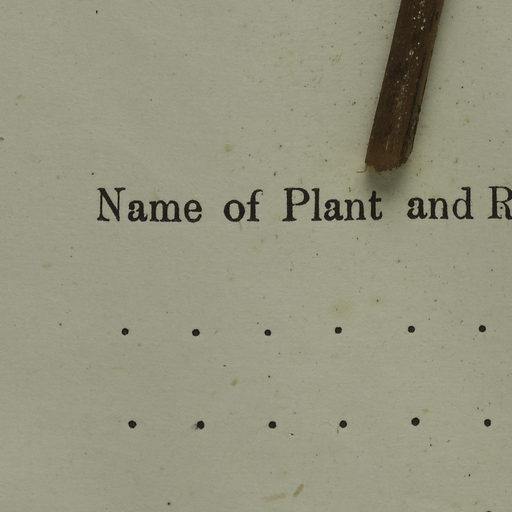 Name of Plant and R
. . . . . .
. . . . . .